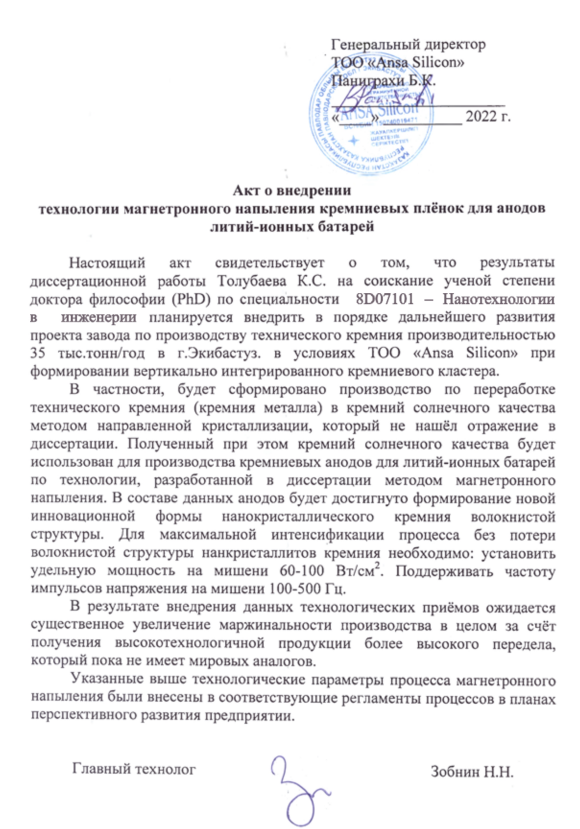 Генеральный директор
ТОО «Ansa Silicon»
Паниграхи Б.К.
«____»____________ 2022 г.
Ansa Silicon
Акт о внедрении
технологии магнетронного напыления кремниевых плёнок для анодов
литий-ионных батарей
Настоящий акт свидетельствует о том, что результаты
диссертационной работы Толубаева К.С. на соискание ученой степени
доктора философии (PhD) по специальности 8D07101 – Нанотехнологии
в инженерии планируется внедрить в порядке дальнейшего развития
проекта завода по производству технического кремния производительностью
35 тыс.тонн/год в г.Экибастуз. в условиях ТОО «Ansa Silicon» при
формировании вертикально интегрированного кремниевого кластера.
В частности, будет сформировано производство по переработке
технического кремния (кремния металла) в кремний солнечного качества
методом направленной кристаллизации, который не нашёл отражение в
диссертации. Полученный при этом кремний солнечного качества будет
использован для производства кремниевых анодов для литий-ионных батарей
по технологии, разработанной в диссертации методом магнетронного
напыления. В составе данных анодов будет достигнуто формирование новой
инновационной формы нанокристаллического кремния волокнистой
структуры. Для максимальной интенсификации процесса без потери
волокнистой структуры нанкристаллитов кремния необходимо: установить
удельную мощность на мишени 60-100 Вт/см². Поддерживать частоту
импульсов напряжения на мишени 100-500 Гц.
В результате внедрения данных технологических приёмов ожидается
существенное увеличение маржинальности производства в целом за счёт
получения высокотехнологичной продукции более высокого передела,
который пока не имеет мировых аналогов.
Указанные выше технологические параметры процесса магнетронного
напыления были внесены в соответствующие регламенты процессов в планах
перспективного развития предприятии.
Главный технолог Зобнин Н.Н.